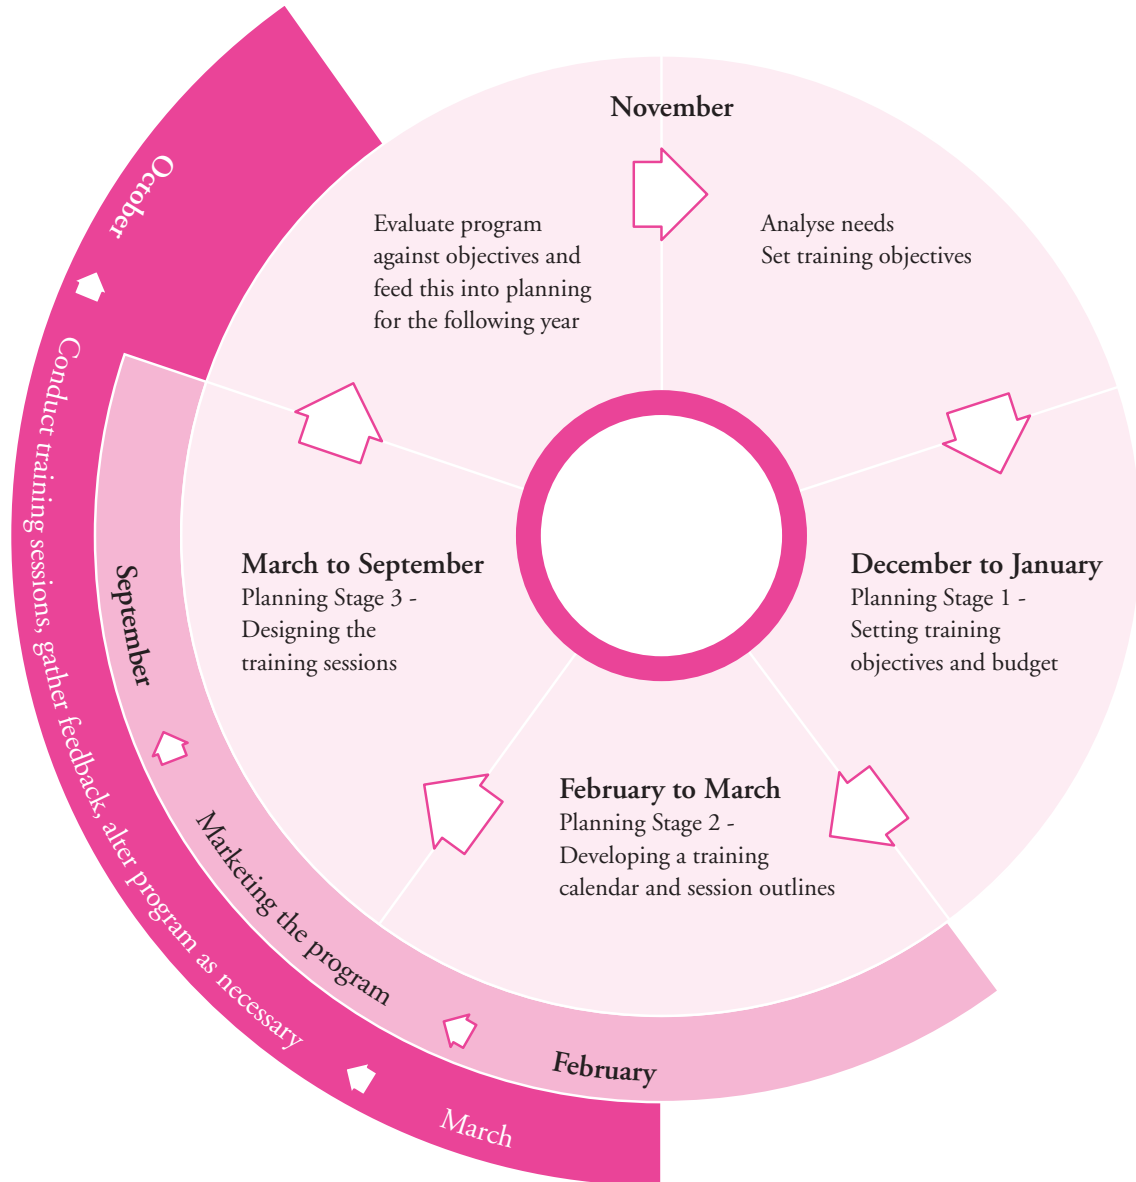 November
Evaluate program
against objectives and
feed this into planning
for the following year
Analyse needs
Set training objectives
December to January
Planning Stage 1 -
Setting training
objectives and budget
February to March
Planning Stage 2 -
Developing a training
calendar and session outlines
March to September
Planning Stage 3 -
Designing the
training sessions
February
Marketing the program
September
March
Conduct training sessions, gather feedback, alter program as necessary
October